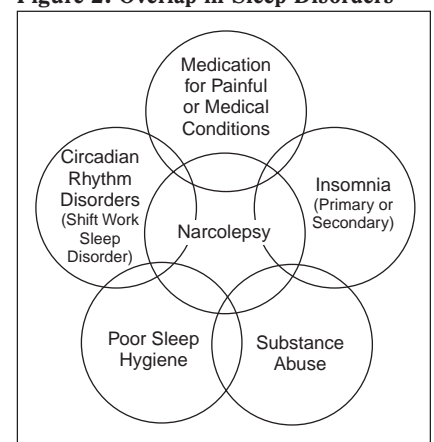 Figure 2: Overlap in Sleep Disorders
Medication
for Painful
or Medical
Conditions
Circadian
Rhythm
Disorders
(Shift Work
Sleep
Disorder)
Insomnia
(Primary or
Secondary)
Narcolepsy
Poor Sleep
Hygiene
Substance
Abuse